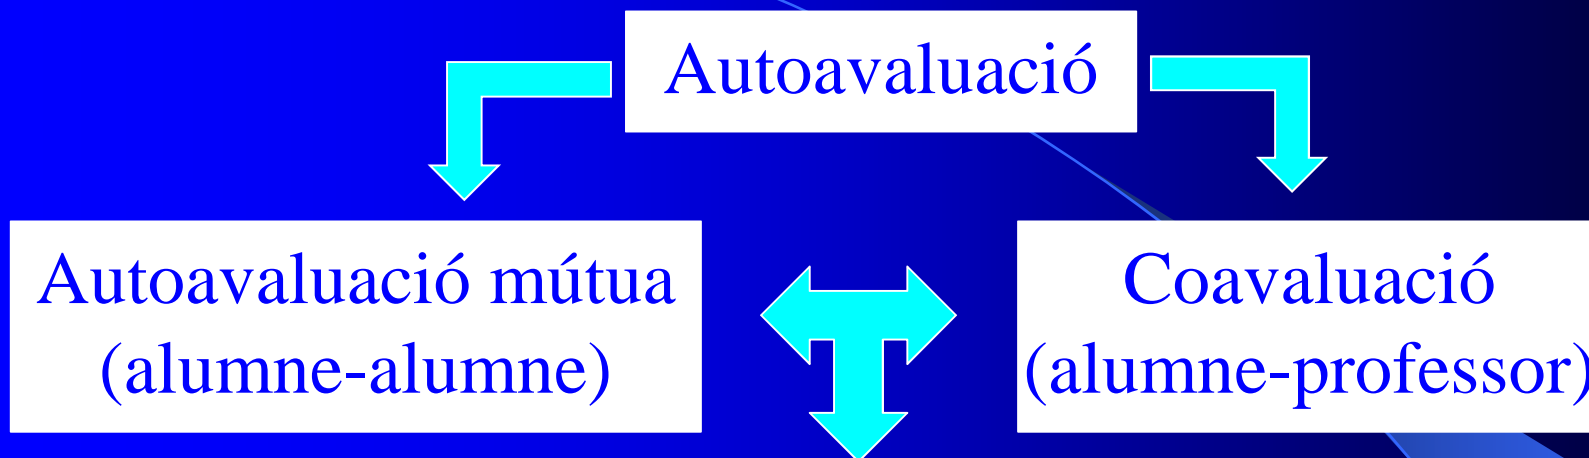 Autoavaluació
Autoavaluació mútua
(alumne-alumne)
Coavaluació
(alumne-professor)